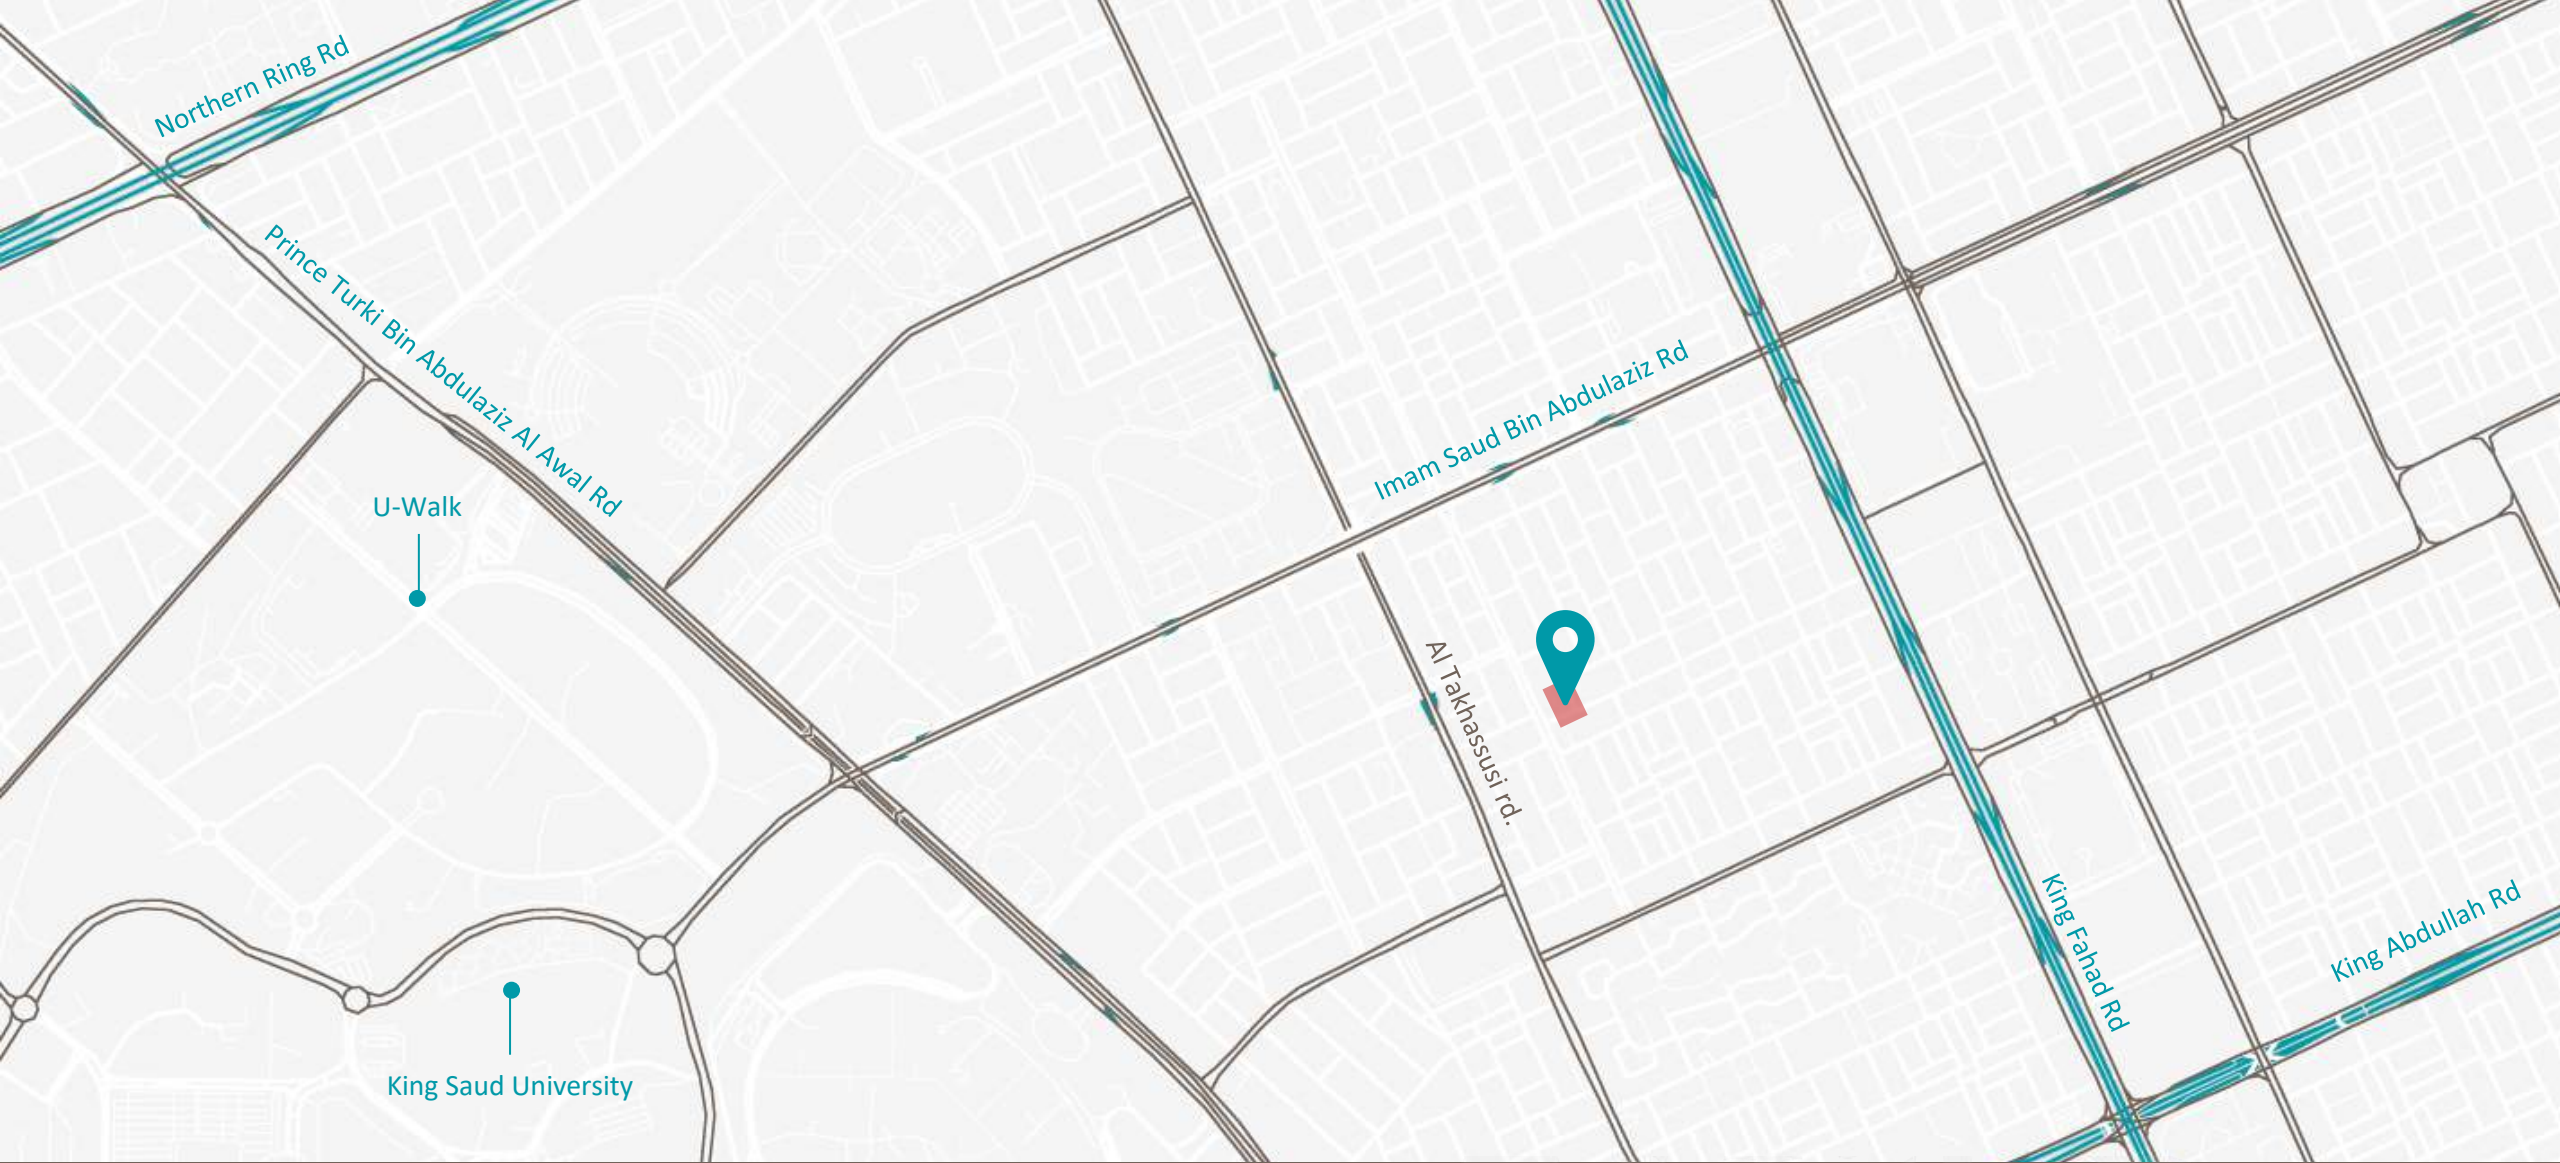 Northern Ring Rd
Prince Turki Bin Abdulaziz Al Awal Rd
U-Walk
Imam Saud Bin Abdulaziz Rd
Al Takhassusi rd.
King Fahad Rd
King Abdullah Rd
King Saud University